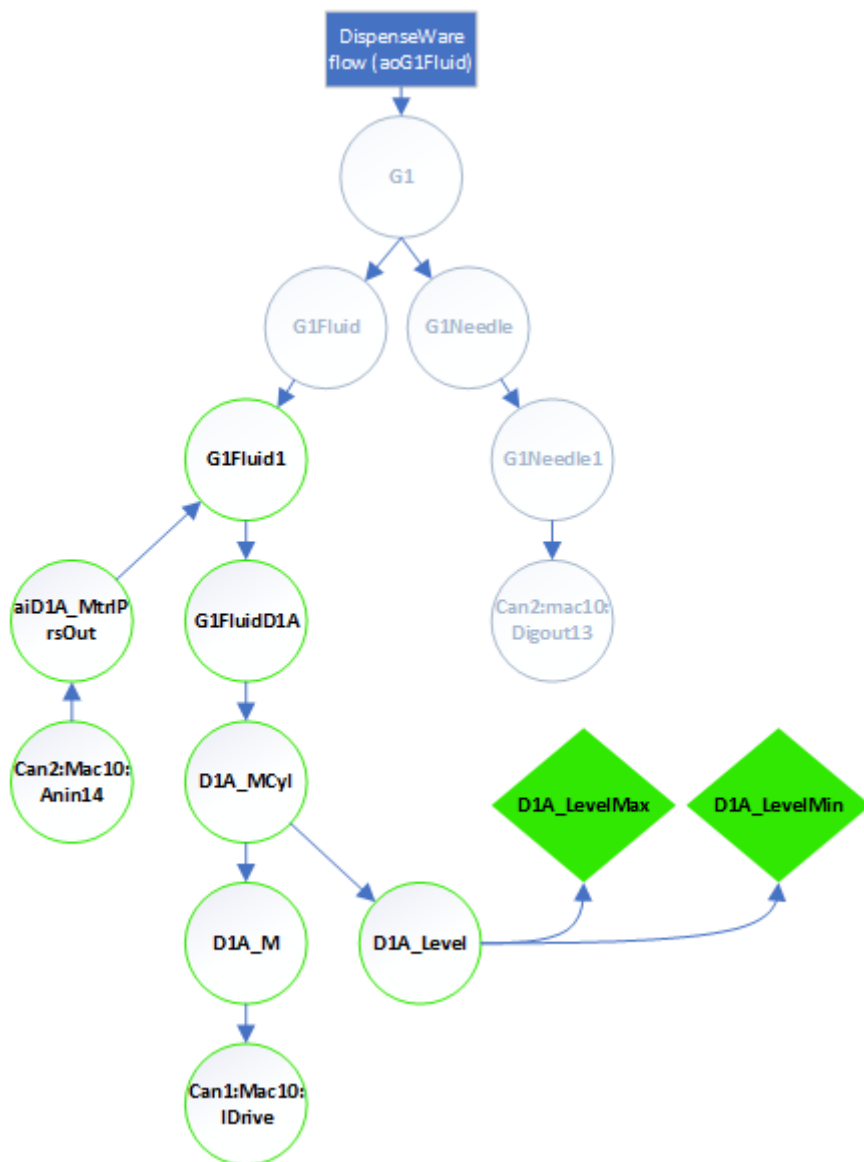 DispenseWare
flow (aoG1Fluid)
G1
G1Fluid
G1Needle
G1Fluid1
G1Needle1
aiD1A_MtrlP
rsOut
G1FluidD1A
Can2:mac10:
Digout13
Can2:Mac10:
Anin14
D1A_MCyl
D1A_LevelMax
D1A_LevelMin
D1A_M
D1A_Level
Can1:Mac10:
IDrive